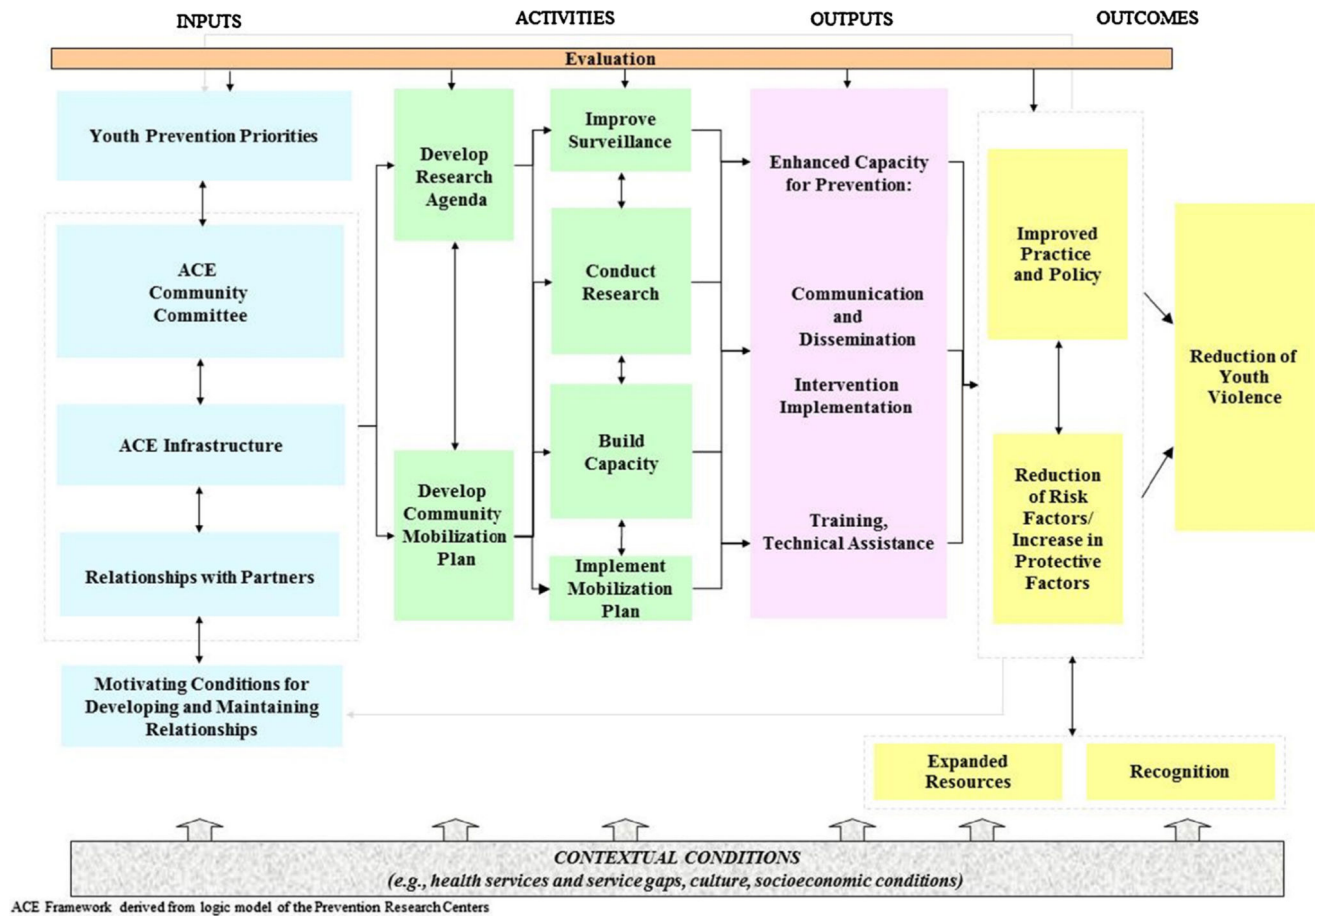 INPUTS
ACTIVITIES
OUTPUTS
OUTCOMES
Evaluation
Youth Prevention Priorities
ACE
Community
Committee
ACE Infrastructure
Relationships with Partners
Motivating Conditions for
Developing and Maintaining
Relationships
Develop
Research
Agenda
Develop
Community
Mobilization
Plan
Improve
Surveillance
Conduct
Research
Build
Capacity
Implement
Mobilization
Plan
Enhanced Capacity
for Prevention:
Communication
and
Dissemination
Intervention
Implementation
Training,
Technical Assistance
Improved
Practice
and Policy
Reduction
of Risk
Factors/
Increase in
Protective
Factors
Reduction of
Youth
Violence
Expanded
Resources
Recognition
CONTEXTUAL CONDITIONS
(e.g., health services and service gaps, culture, socioeconomic conditions)
ACE Framework derived from logic model of the Prevention Research Centers